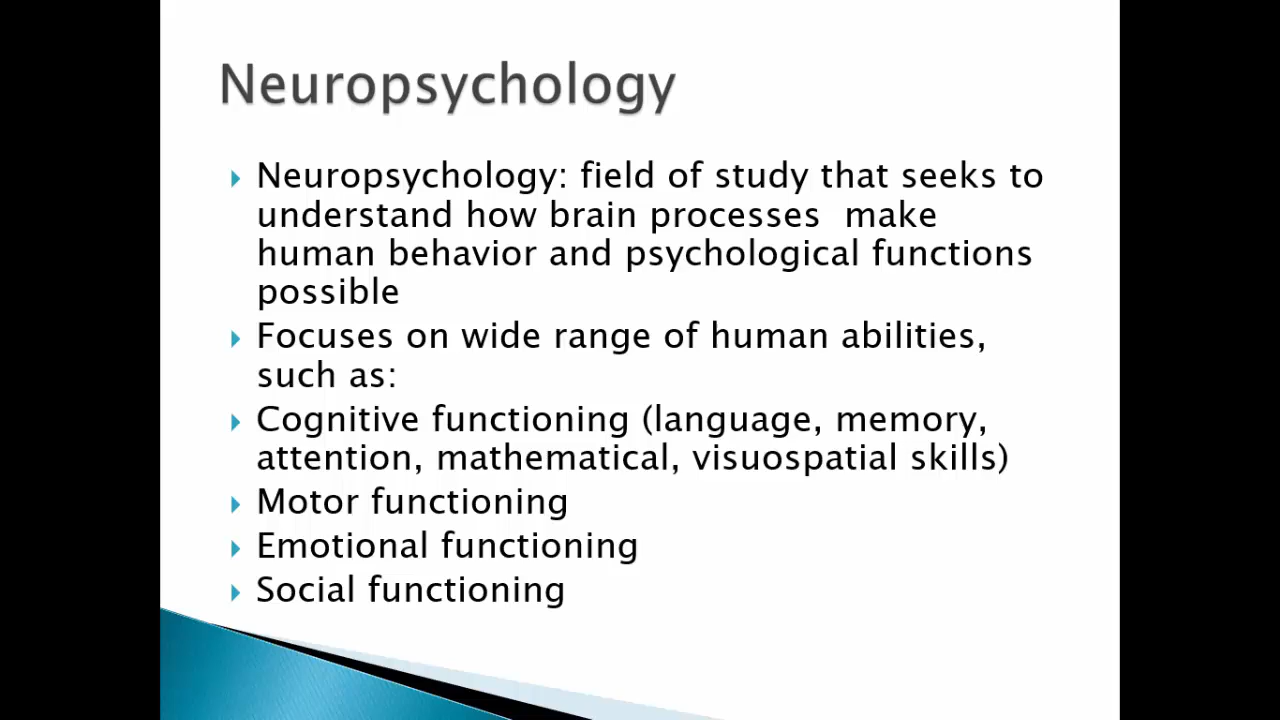 Neuropsychology
Neuropsychology: field of study that seeks to
understand how brain processes  make
human behavior and psychological functions
possible
Focuses on wide range of human abilities,
such as:
Cognitive functioning (language, memory,
attention, mathematical, visuospatial skills)
Motor functioning
Emotional functioning
Social functioning